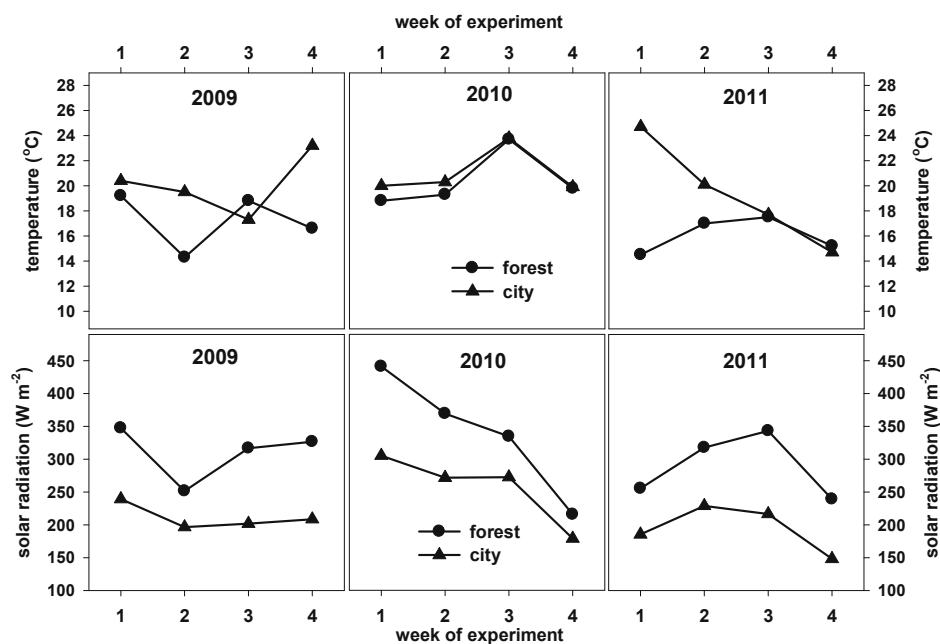 week of experiment
1 2 3 4 1 2 3 4 1 2 3 4
2009 2010 2011
temperature (°C)
28 26 24 22 20 18 16 14 12 10
forest
city
28 26 24 22 20 18 16 14 12 10
temperature (°C)
2009 2010 2011
solar radiation (W m-2)
450 400 350 300 250 200 150 100
forest
city
450 400 350 300 250 200 150 100
solar radiation (W m-2)
1 2 3 4 1 2 3 4 1 2 3 4
week of experiment